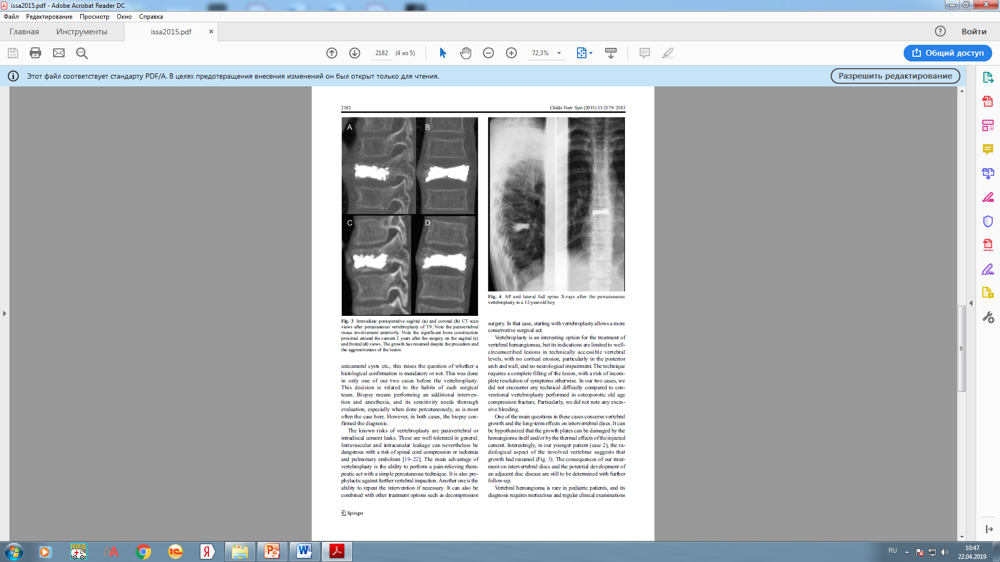 issa2015.pdf - Adobe Acrobat Reader DC
Файл Редактирование Просмотр Окно Справка
Главная Инструменты issa2015.pdf × Войти
2182 (4 из 5) 72,3% Общий доступ
Этот файл соответствует стандарту PDF/A. В целях предотвращения внесения изменений он был открыт только для чтения. Разрешить редактирование
2182 Childs Nerv Syst (2015) 31:2179–2183
A B
C D
Fig. 3 Immediate postoperative sagittal (a) and coronal (b) CT scan
views after percutaneous vertebroplasty of T9. Note the paravertebral
tissue involvement anteriorly. Note the significant bone construction
proximal around the cement 2 years after the surgery on the sagittal (c)
and frontal (d) views. The growth has resumed despite the procedure and
the aggressiveness of the lesion
unicameral cysts etc., this raises the question of whether a
histological confirmation is mandatory or not. This was done
in only one of our two cases before the vertebroplasty.
This decision is related to the habits of each surgical
team. Biopsy means performing an additional interven-
tion and anesthesia, and its sensitivity needs thorough
evaluation, especially when done percutaneously, as is most
often the case here. However, in both cases, the biopsy con-
firmed the diagnosis.
The known risks of vertebroplasty are paravertebral or
intradiscal cement leaks. These are well tolerated in general.
Intravascular and intracanalar leakage can nevertheless be
dangerous with a risk of spinal cord compression or ischemia
and pulmonary embolism [19–22]. The main advantage of
vertebroplasty is the ability to perform a pain-relieving thera-
peutic act with a simple percutaneous technique. It is also pro-
phylactic against further vertebral impaction. Another one is the
ability to repeat the intervention if necessary. It can also be
combined with other treatment options such as decompression
Fig. 4 AP and lateral full spine X-rays after the percutaneous
vertebroplasty in a 12-year-old boy
surgery. In that case, starting with vertebroplasty allows a more
conservative surgical act.
Vertebroplasty is an interesting option for the treatment of
vertebral hemangiomas, but its indications are limited to well-
circumscribed lesions in technically accessible vertebral
levels, with no cortical erosion, particularly in the posterior
arch and wall, and no neurological impairment. The technique
requires a complete filling of the lesion, with a risk of incom-
plete resolution of symptoms otherwise. In our two cases, we
did not encounter any technical difficulty compared to con-
ventional vertebroplasty performed in osteoporotic old age
compression fracture. Particularly, we did not note any exces-
sive bleeding.
One of the main questions in these cases concerns vertebral
growth and the long-term effects on intervertebral discs. It can
be hypothesized that the growth plates can be damaged by the
hemangioma itself and/or by the thermal effects of the injected
cement. Interestingly, in our younger patient (case 2), the ra-
diological aspect of the involved vertebrae suggests that
growth had resumed (Fig. 3). The consequences of our treat-
ment on intervertebral discs and the potential development of
an adjacent disc disease are still to be determined with further
follow-up.
Vertebral hemangioma is rare in pediatric patients, and its
diagnosis requires meticulous and regular clinical examinations
Springer
MMS
AA
1С
Я
P
W
RU
10:47
22.04.2019